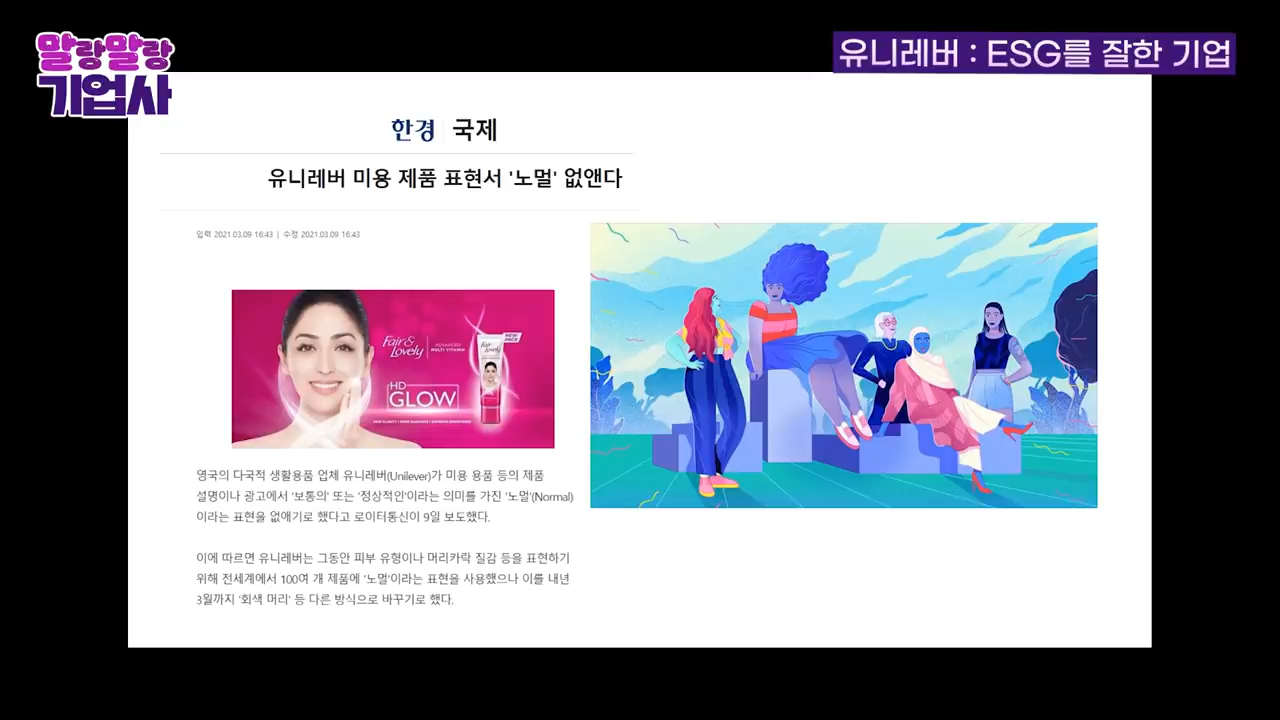 말랑말랑
기업사
유니레버 : ESG를 잘한 기업
한경 국제
유니레버 미용 제품 표현서 '노멀' 없앤다
입력 2021.03.09 16:43 | 수정 2021.03.09 16:43
Fair &
Lovely
ADVANCED
MULTI VITAMIN
NEW
PACK
Fair &
Lovely
HD
GLOW
영국의 다국적 생활용품 업체 유니레버(Unilever)가 미용 용품 등의 제품
설명이나 광고에서 '보통의' 또는 '정상적인'이라는 의미를 가진 '노멀'(Normal)
이라는 표현을 없애기로 했다고 로이터통신이 9일 보도했다.
이에 따르면 유니레버는 그동안 피부 유형이나 머리카락 질감 등을 표현하기
위해 전세계에서 100여 개 제품에 '노멀'이라는 표현을 사용했으나 이를 내년
3월까지 '회색 머리' 등 다른 방식으로 바꾸기로 했다.